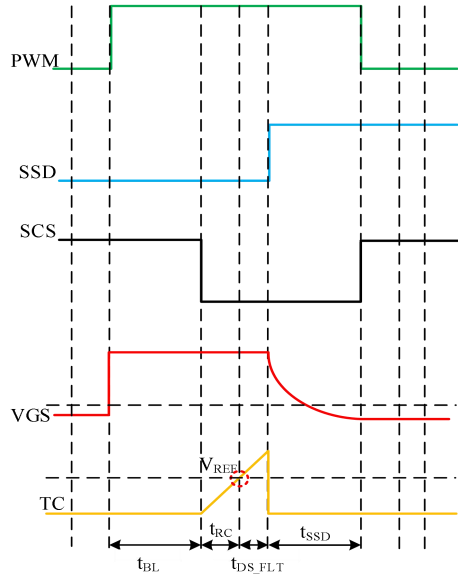 PWM
SSD
SCS
VGS
VREF
TC
tRC
tSSD
tBL
tDS_FLT